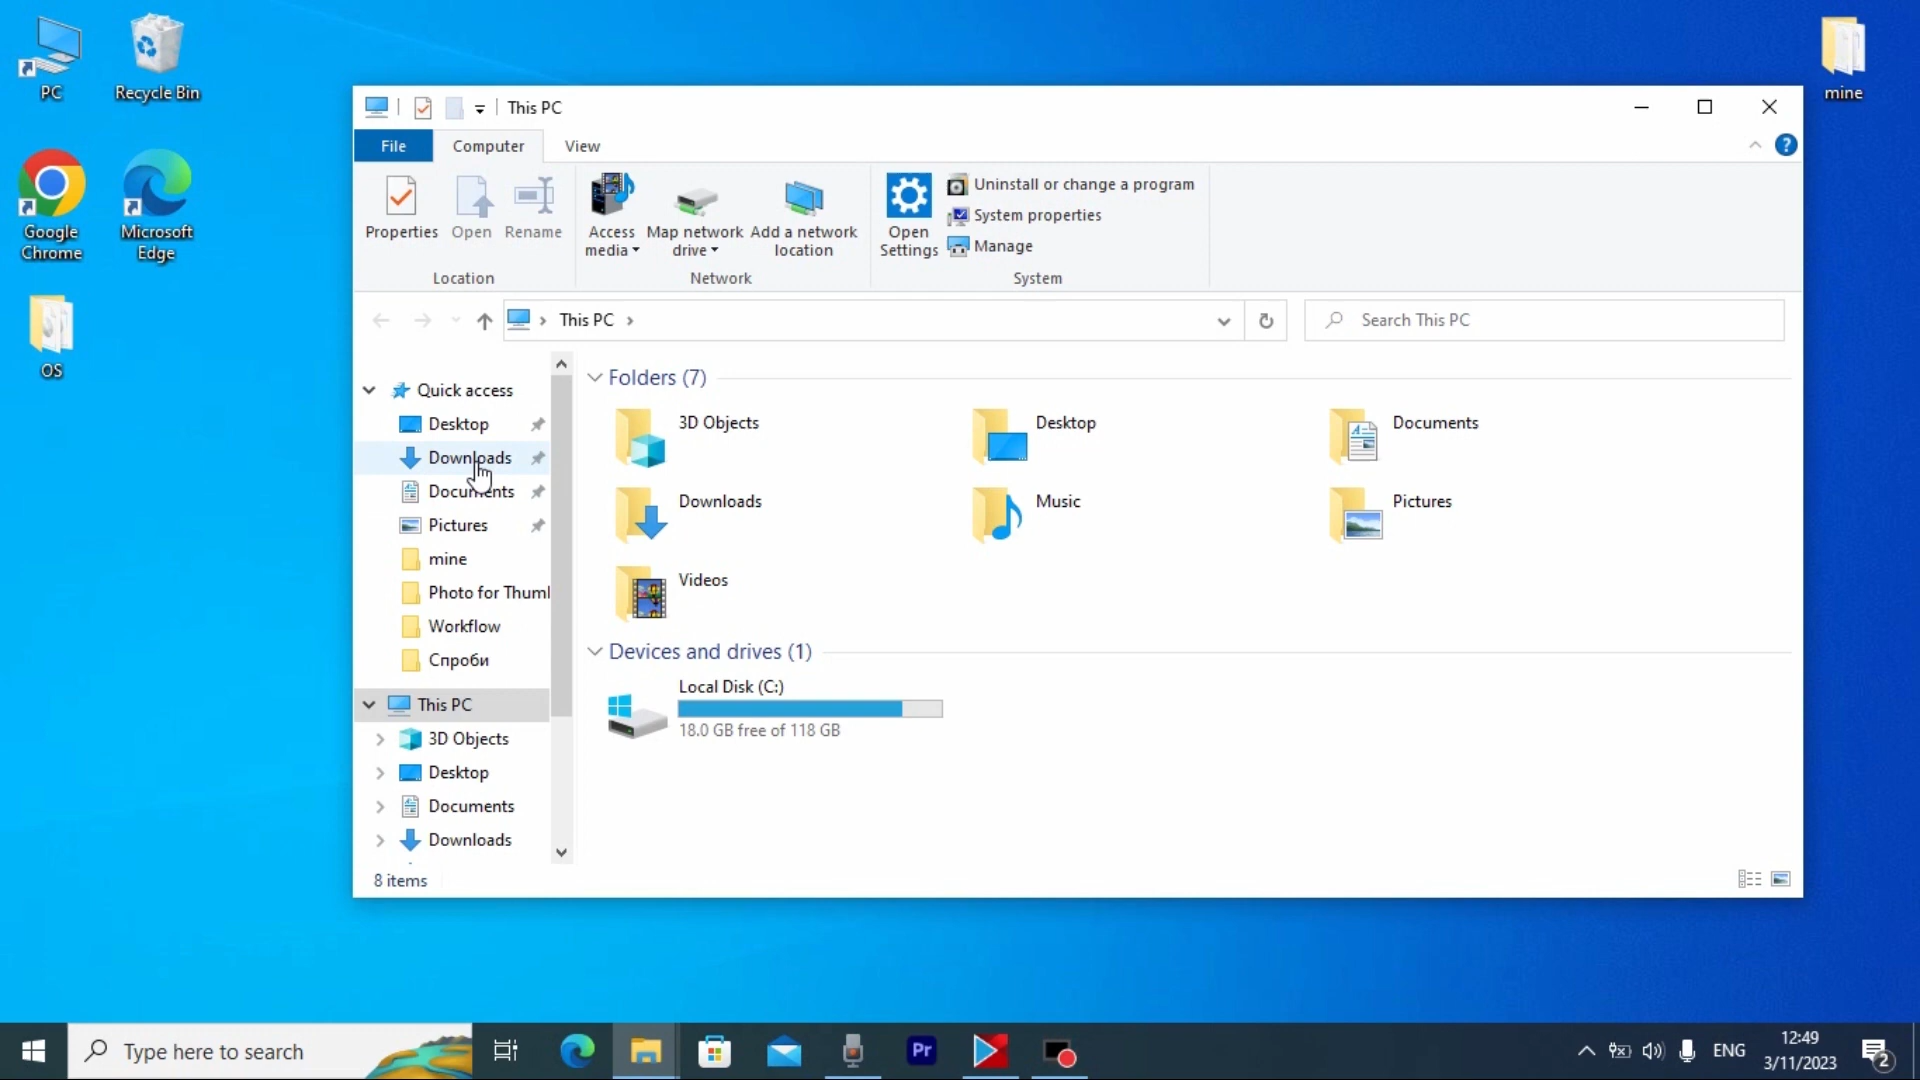 PC
Recycle Bin
mine
Google
Chrome
Microsoft
Edge
OS
This PC
File
Computer
View
?
Properties
Open
Rename
Location
Access
media
Map network
drive
Add a network
location
Network
Open
Settings
Uninstall or change a program
System properties
Manage
System
This PC
Search This PC
Quick access
Desktop
Downloads
Documents
Pictures
mine
Photo for Thuml
Workflow
Спроби
This PC
3D Objects
Desktop
Documents
Downloads
Folders (7)
3D Objects
Desktop
Documents
Downloads
Music
Pictures
Videos
Devices and drives (1)
Local Disk (C:)
18.0 GB free of 118 GB
8 items
Type here to search
Pr
ENG
12:49
3/11/2023
2